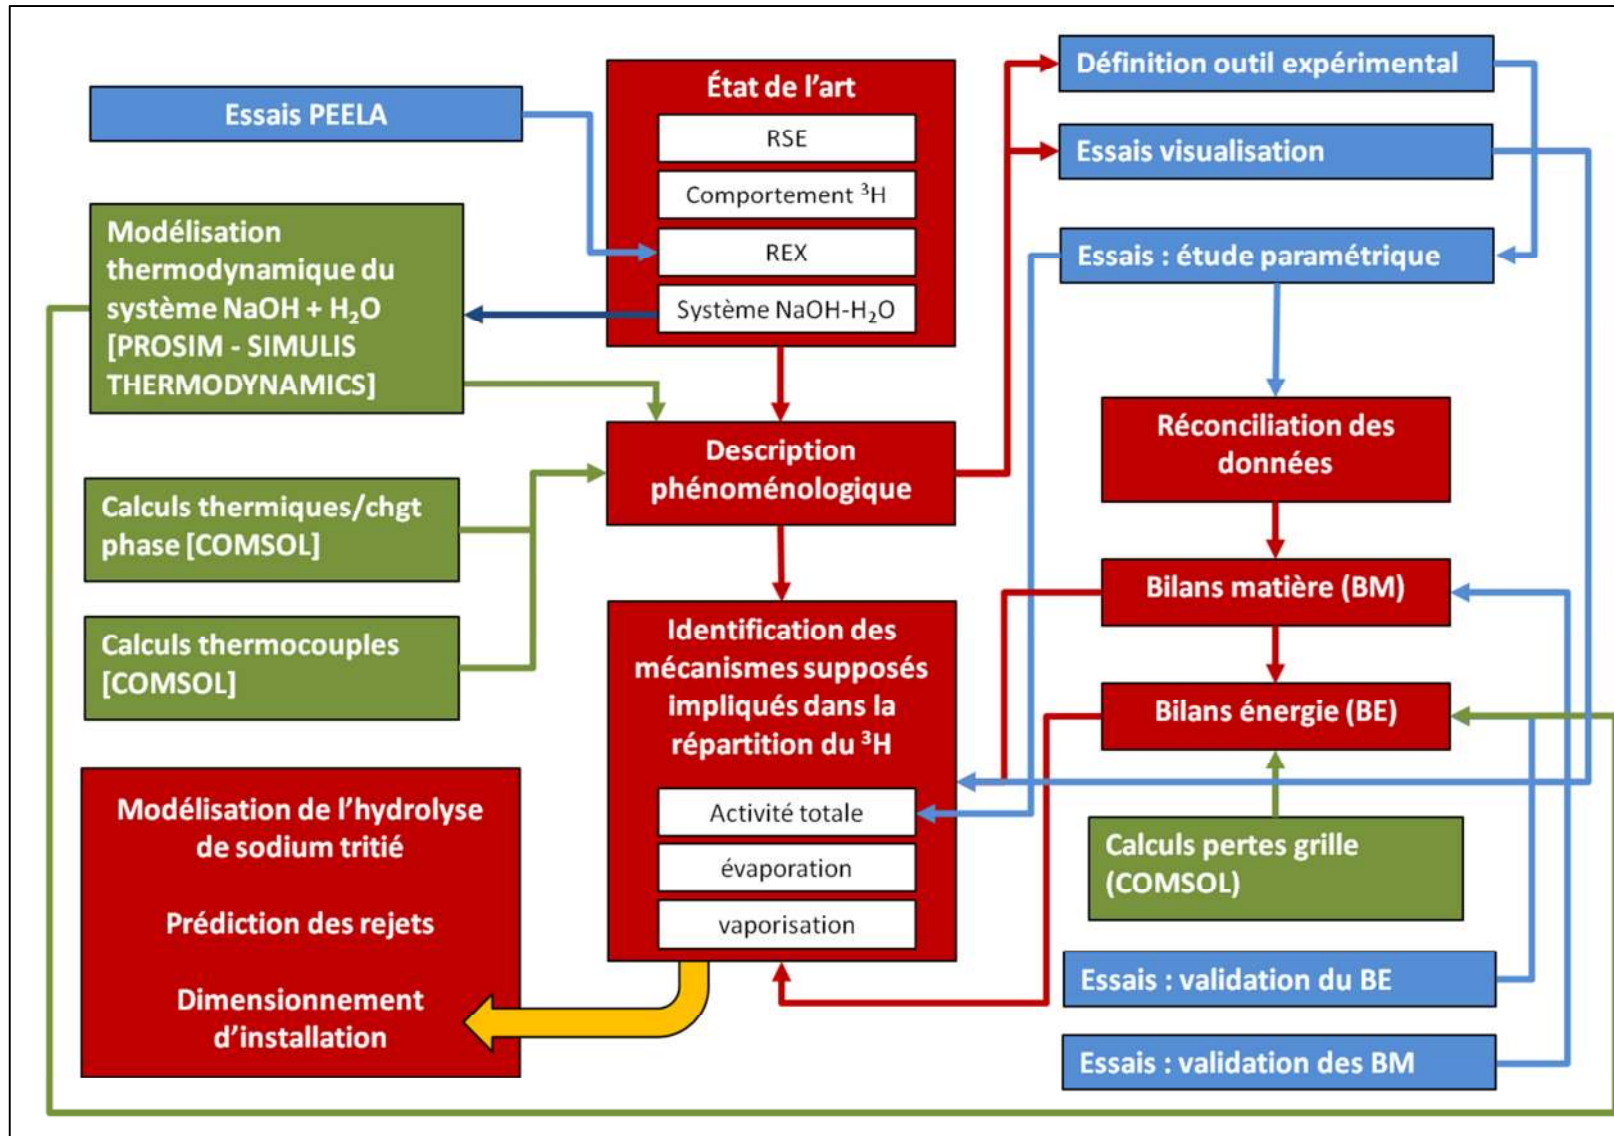 Essais PEELA
Modélisation
thermodynamique du
système NaOH + H₂O
[PROSIM - SIMULIS
THERMODYNAMICS]
Calculs thermiques/chgt
phase [COMSOL]
Calculs thermocouples
[COMSOL]
Modélisation de l’hydrolyse
de sodium tritié
Prédiction des rejets
Dimensionnement
d’installation
État de l’art
RSE
Comportement ³H
REX
Système NaOH-H₂O
Description
phénoménologique
Identification des
mécanismes supposés
impliqués dans la
répartition du ³H
Activité totale
évaporation
vaporisation
Définition outil expérimental
Essais visualisation
Essais : étude paramétrique
Réconciliation des
données
Bilans matière (BM)
Bilans énergie (BE)
Calculs pertes grille
(COMSOL)
Essais : validation du BE
Essais : validation des BM